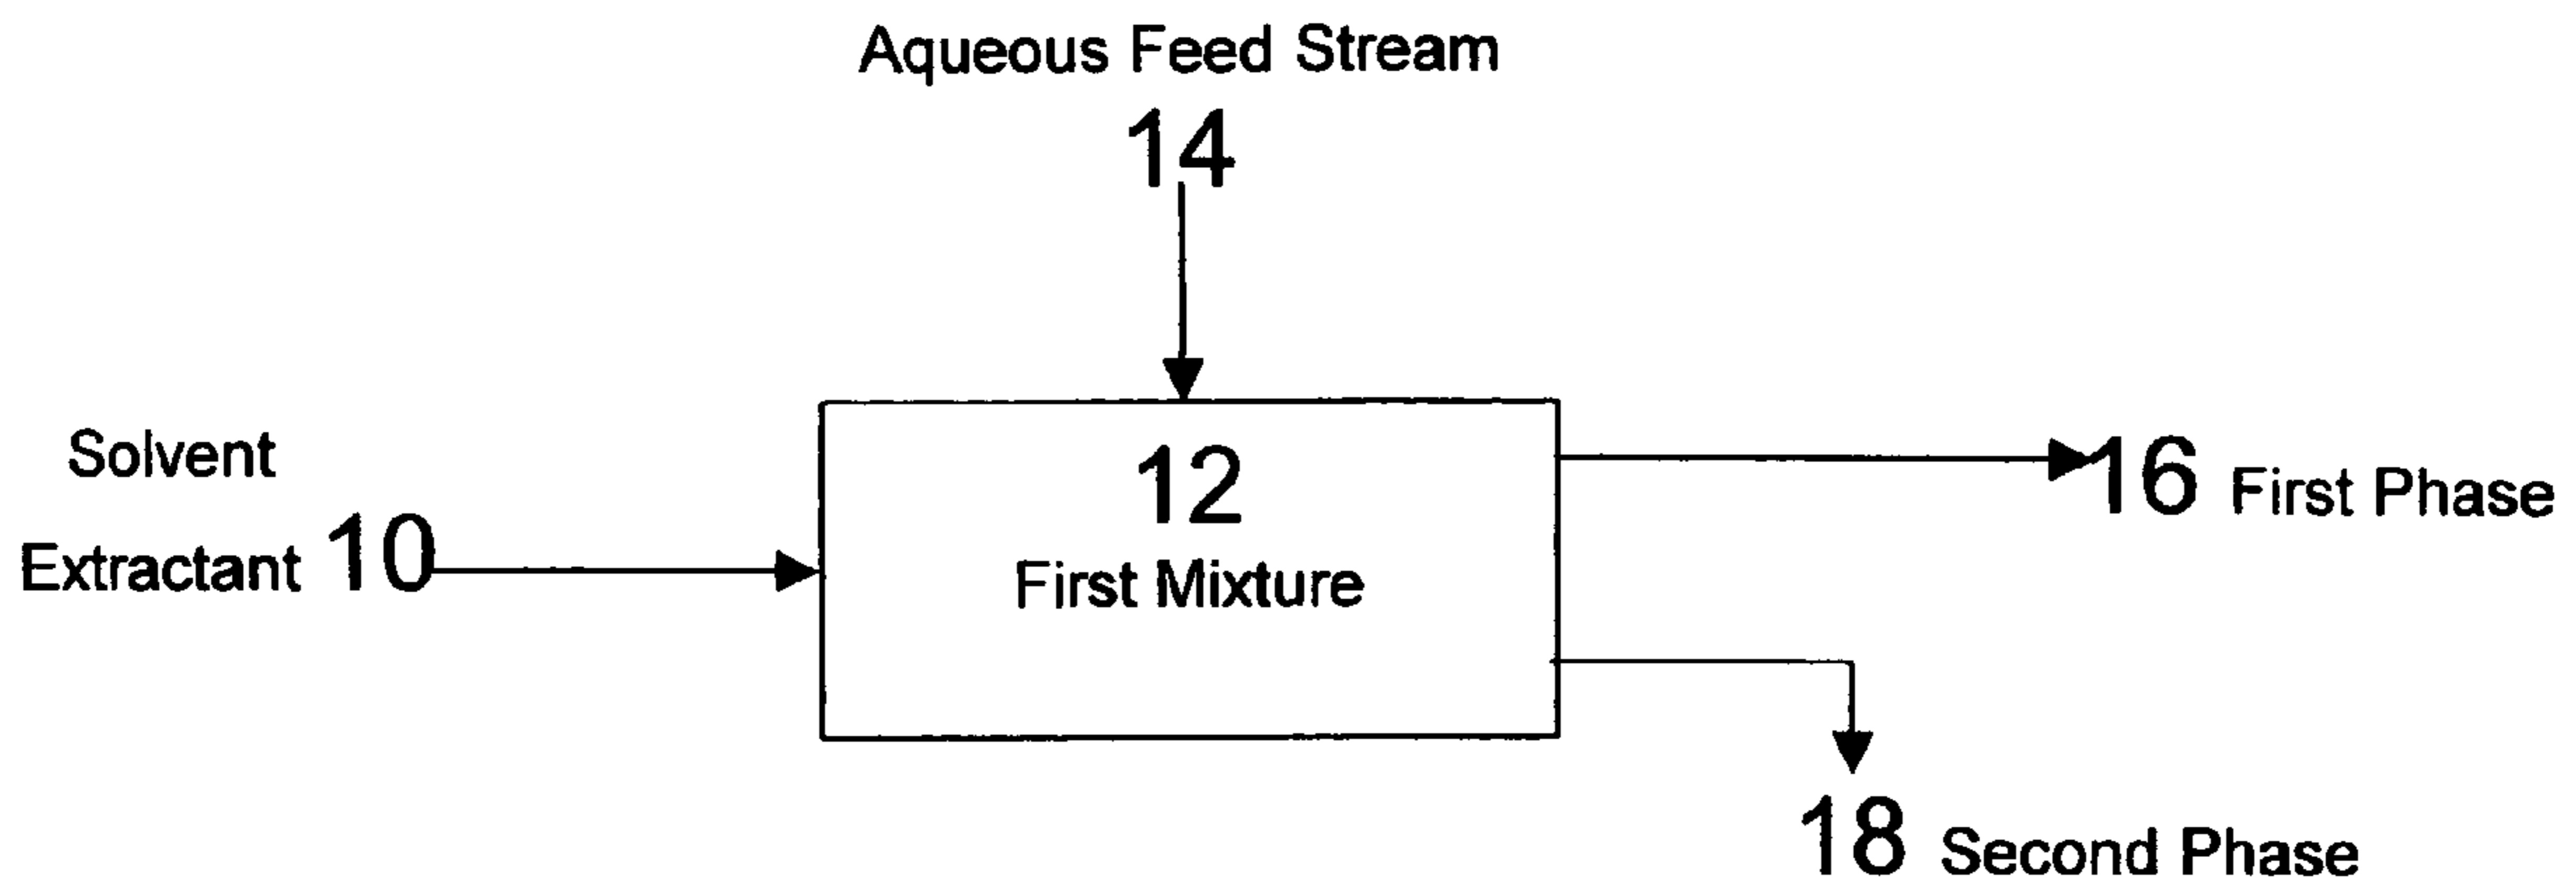 Aqueous Feed Stream
14
Solvent
Extractant 10
12
First Mixture
16 First Phase
18 Second Phase